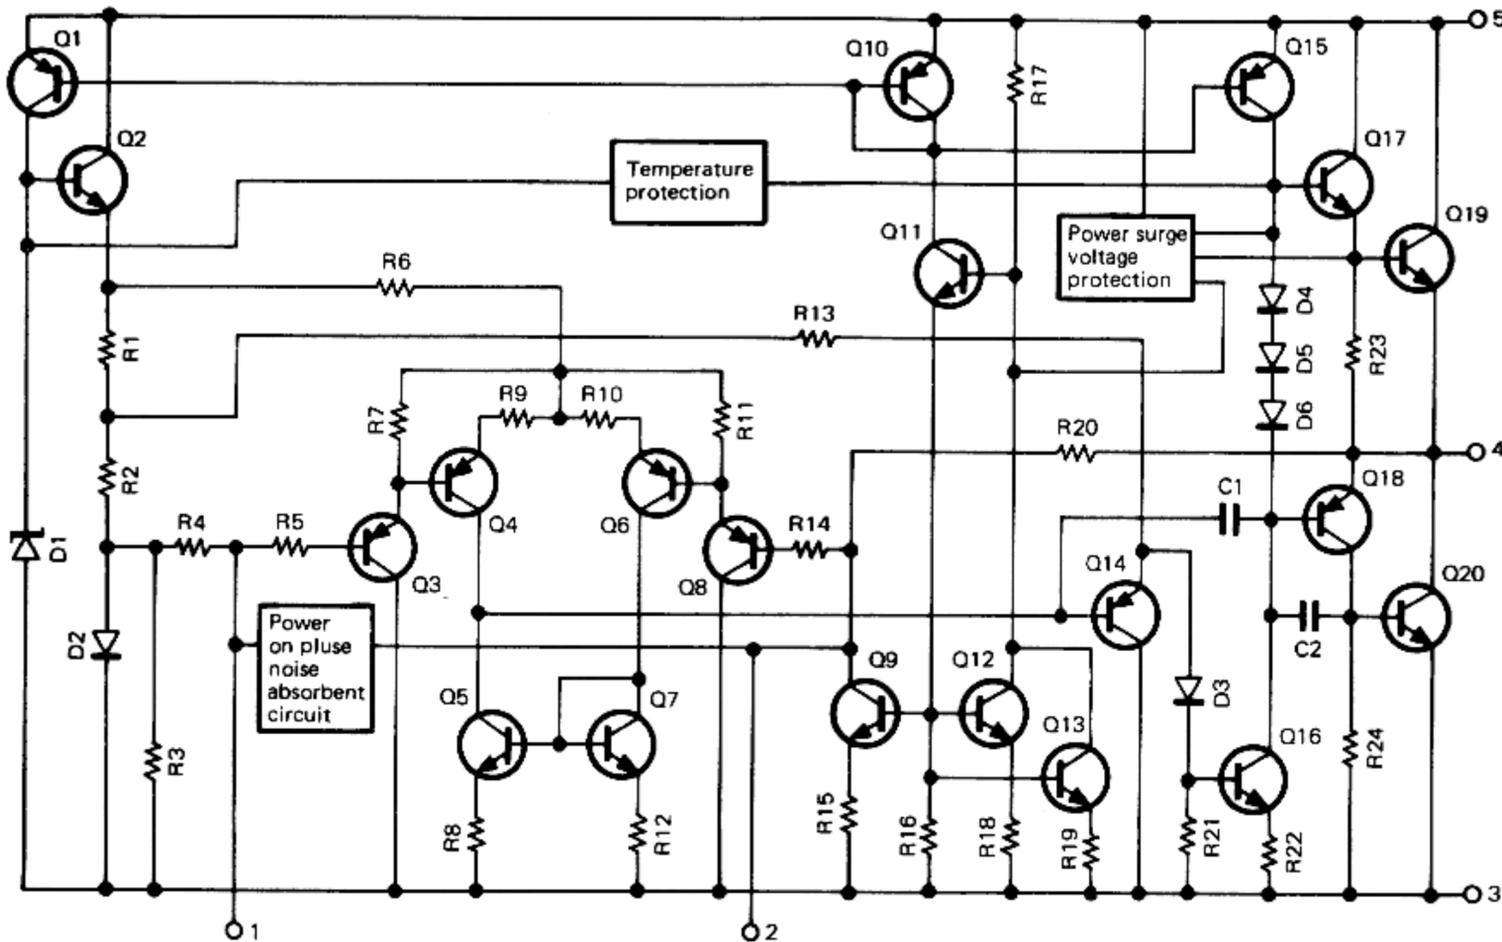 5
Q1
Q10
Q15
R17
Q2
Q17
Temperature
protection
Q19
Q11
Power surge
voltage
protection
R6
D4
R13
R1
D5
R23
R9
R10
R7
R11
D6
R20
4
R2
Q18
C1
Q4
Q6
R4
R5
R14
D1
Q3
Q8
Q14
Q20
Power
on pluse
noise
absorbent
circuit
D2
C2
Q9
Q12
Q5
Q7
D3
Q13
Q16
R3
R24
R15
R8
R12
R16
R18
R19
R21
R22
3
1
2